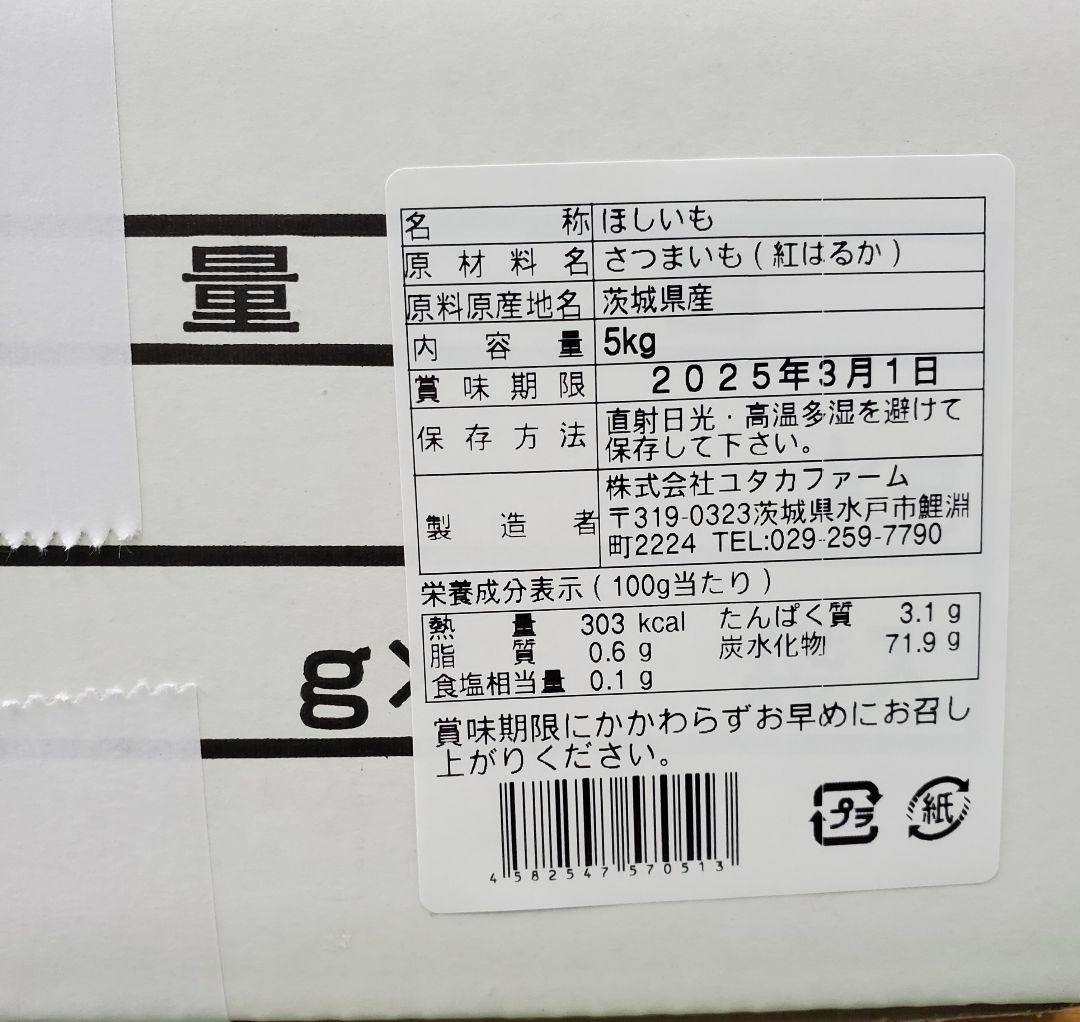 量
g×
名称 ほしいも
原材料名 さつまいも(紅はるか)
原料原産地名 茨城県産
内容量 5kg
賞味期限 2025年3月1日
保存方法 直射日光・高温多湿を避けて
保存して下さい。
製造者 株式会社ユタカファーム
〒319-0323茨城県水戸市鯉淵
町2224 TEL:029-259-7790
栄養成分表示(100g当たり)
熱量 303 kcal たんぱく質 3.1 g
脂質 0.6 g 炭水化物 71.9 g
食塩相当量 0.1 g
賞味期限にかかわらずお早めにお召し
上がりください。
4582547570513
プラ
紙